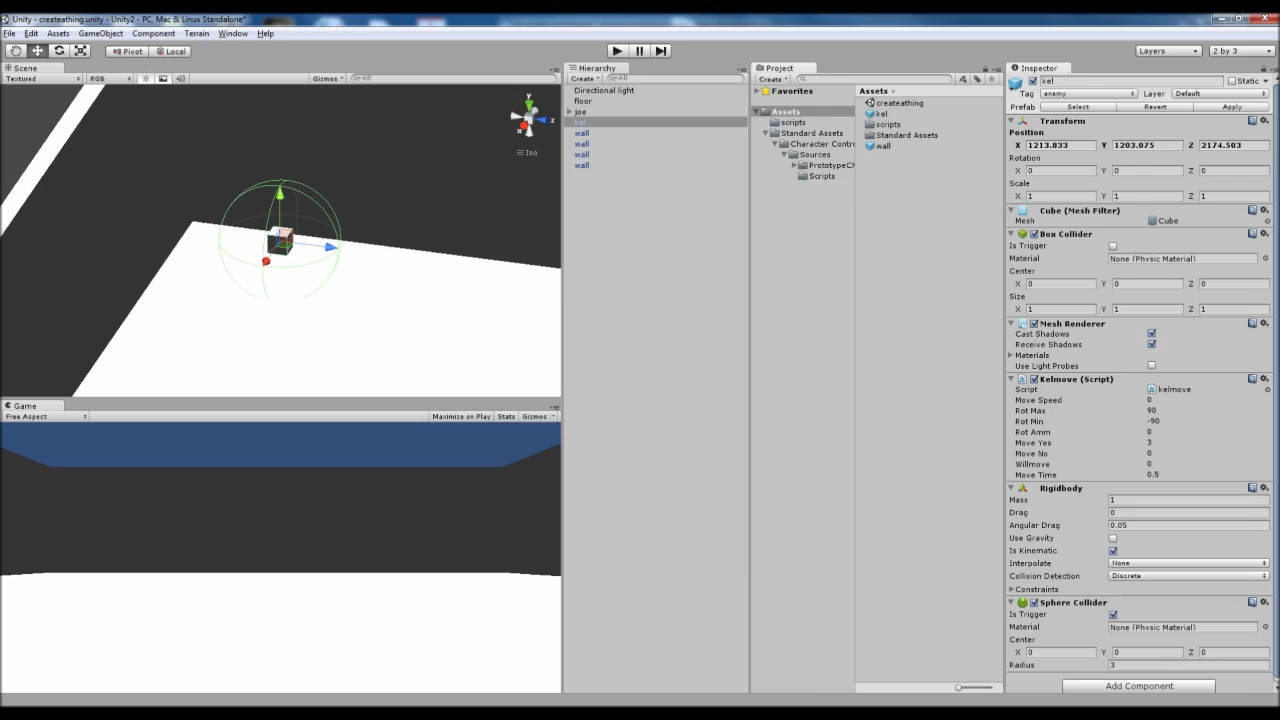 Unity - createathing.unity - Unity2 - PC, Mac & Linux Standalone*
File Edit Assets GameObject Component Terrain Window Help
Pivot Local Layers 2 by 3
Scene
Textured RGB Gizmos All
y
z
x
Iso
Game
Free Aspect Maximize on Play Stats Gizmos
Hierarchy
Create All
Directional light
floor
joe
kel
wall
wall
wall
wall
Project
Create
Favorites
Assets
scripts
Standard Assets
Character Contro
Sources
PrototypeCh
Scripts
Assets
createathing
kel
scripts
Standard Assets
wall
Inspector
kel Static
Tag enemy Layer Default
Prefab Select Revert Apply
Transform
Position
X 1213.833 Y 1203.075 Z 2174.503
Rotation
X 0 Y 0 Z 0
Scale
X 1 Y 1 Z 1
Cube (Mesh Filter)
Mesh Cube
Box Collider
Is Trigger
Material None (Physic Material)
Center
X 0 Y 0 Z 0
Size
X 1 Y 1 Z 1
Mesh Renderer
Cast Shadows
Receive Shadows
Materials
Use Light Probes
Kelmove (Script)
Script kelmove
Move Speed 0
Rot Max 90
Rot Min -90
Rot Amm 0
Move Yes 3
Move No 0
Willmove 0
Move Time 0.5
Rigidbody
Mass 1
Drag 0
Angular Drag 0.05
Use Gravity
Is Kinematic
Interpolate None
Collision Detection Discrete
Constraints
Sphere Collider
Is Trigger
Material None (Physic Material)
Center
X 0 Y 0 Z 0
Radius 3
Add Component